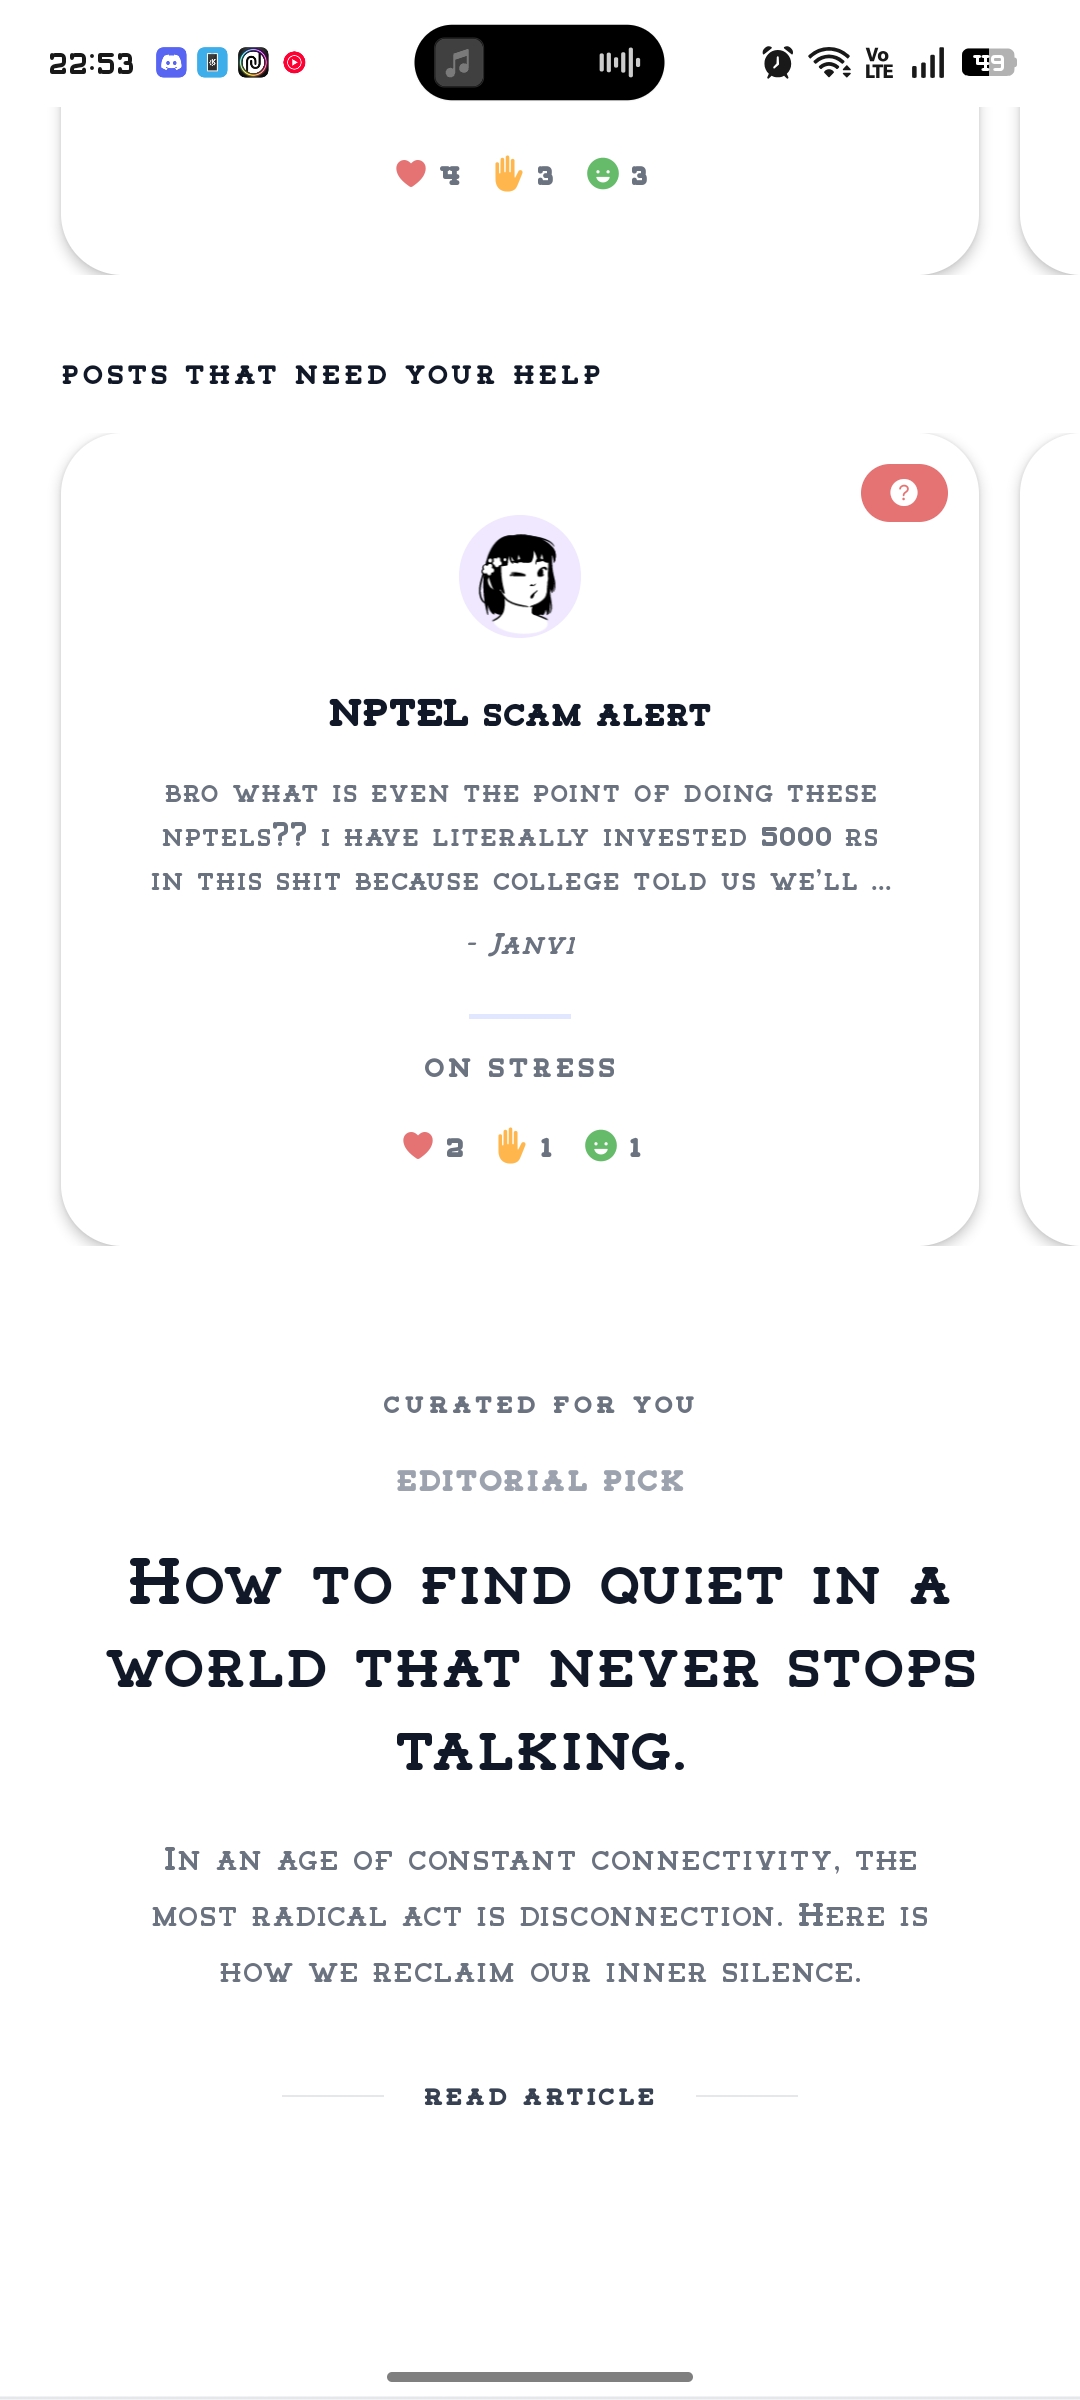 22:53
Vo
LTE
49
4 3 3
POSTS THAT NEED YOUR HELP
?
NPTEL scam alert
bro what is even the point of doing these
nptels?? i have literally invested 5000 rs
in this shit because college told us we'll ...
- Janvi
ON STRESS
2 1 1
CURATED FOR YOU
EDITORIAL PICK
How to find quiet in a
world that never stops
talking.
In an age of constant connectivity, the
most radical act is disconnection. Here is
how we reclaim our inner silence.
READ ARTICLE